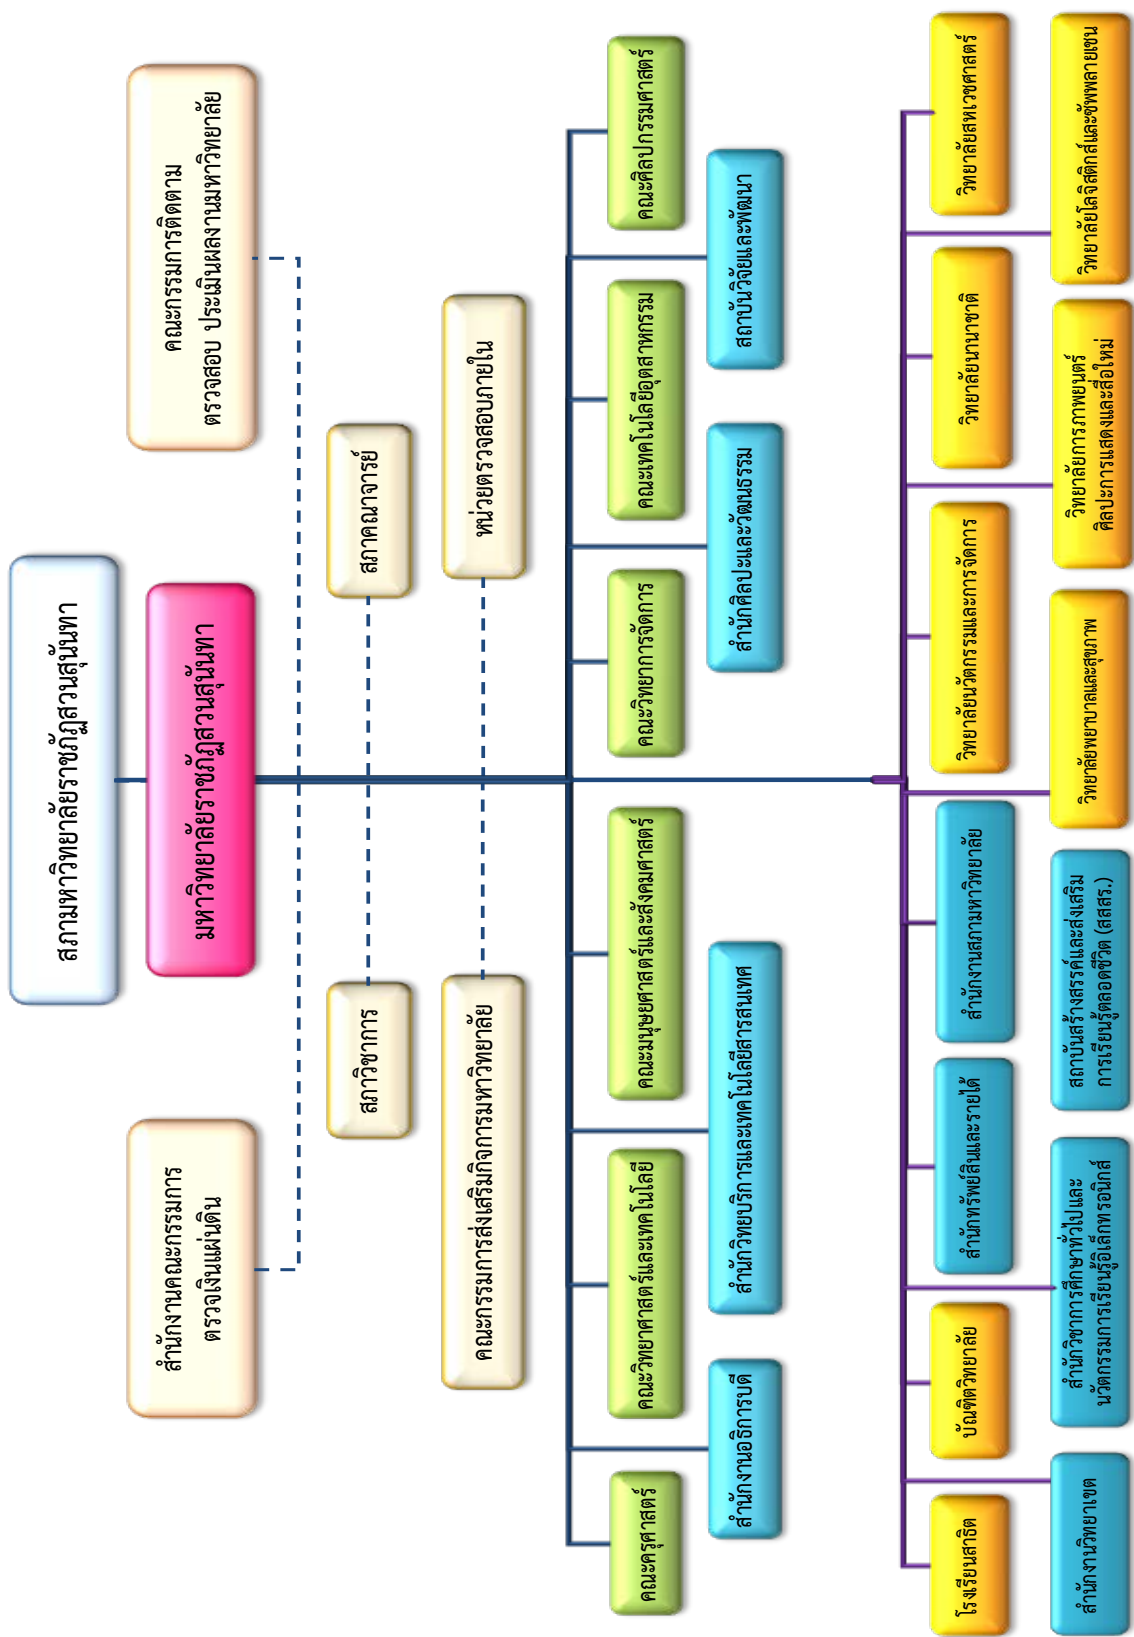 สภามหาวิทยาลัยราชภัฏสวนสุนันทา
มหาวิทยาลัยราชภัฏสวนสุนันทา
สำนักงานคณะกรรมการ
ตรวจเงินแผ่นดิน
คณะกรรมการติดตาม
ตรวจสอบ ประเมินผลงานมหาวิทยาลัย
สภาวิชาการ
สภาคณาจารย์
คณะกรรมการส่งเสริมกิจการมหาวิทยาลัย
หน่วยตรวจสอบภายใน
คณะครุศาสตร์
คณะวิทยาศาสตร์และเทคโนโลยี
คณะมนุษยศาสตร์และสังคมศาสตร์
คณะวิทยาการจัดการ
คณะเทคโนโลยีอุตสาหกรรม
คณะศิลปกรรมศาสตร์
สำนักงานอธิการบดี
สำนักวิทยบริการและเทคโนโลยีสารสนเทศ
สำนักศิลปะและวัฒนธรรม
สถาบันวิจัยและพัฒนา
โรงเรียนสาธิต
บัณฑิตวิทยาลัย
สำนักทรัพย์สินและรายได้
สำนักงานสภามหาวิทยาลัย
วิทยาลัยนวัตกรรมและการจัดการ
วิทยาลัยนานาชาติ
วิทยาลัยสหเวชศาสตร์
สำนักงานวิทยาเขต
สำนักวิชาการศึกษาทั่วไปและ
นวัตกรรมการเรียนรู้อิเล็กทรอนิกส์
สถาบันสร้างสรรค์และส่งเสริม
การเรียนรู้ตลอดชีวิต (สสสร.)
วิทยาลัยพยาบาลและสุขภาพ
วิทยาลัยการภาพยนตร์
ศิลปะการแสดงและสื่อใหม่
วิทยาลัยโลจิสติกส์และซัพพลายเชน